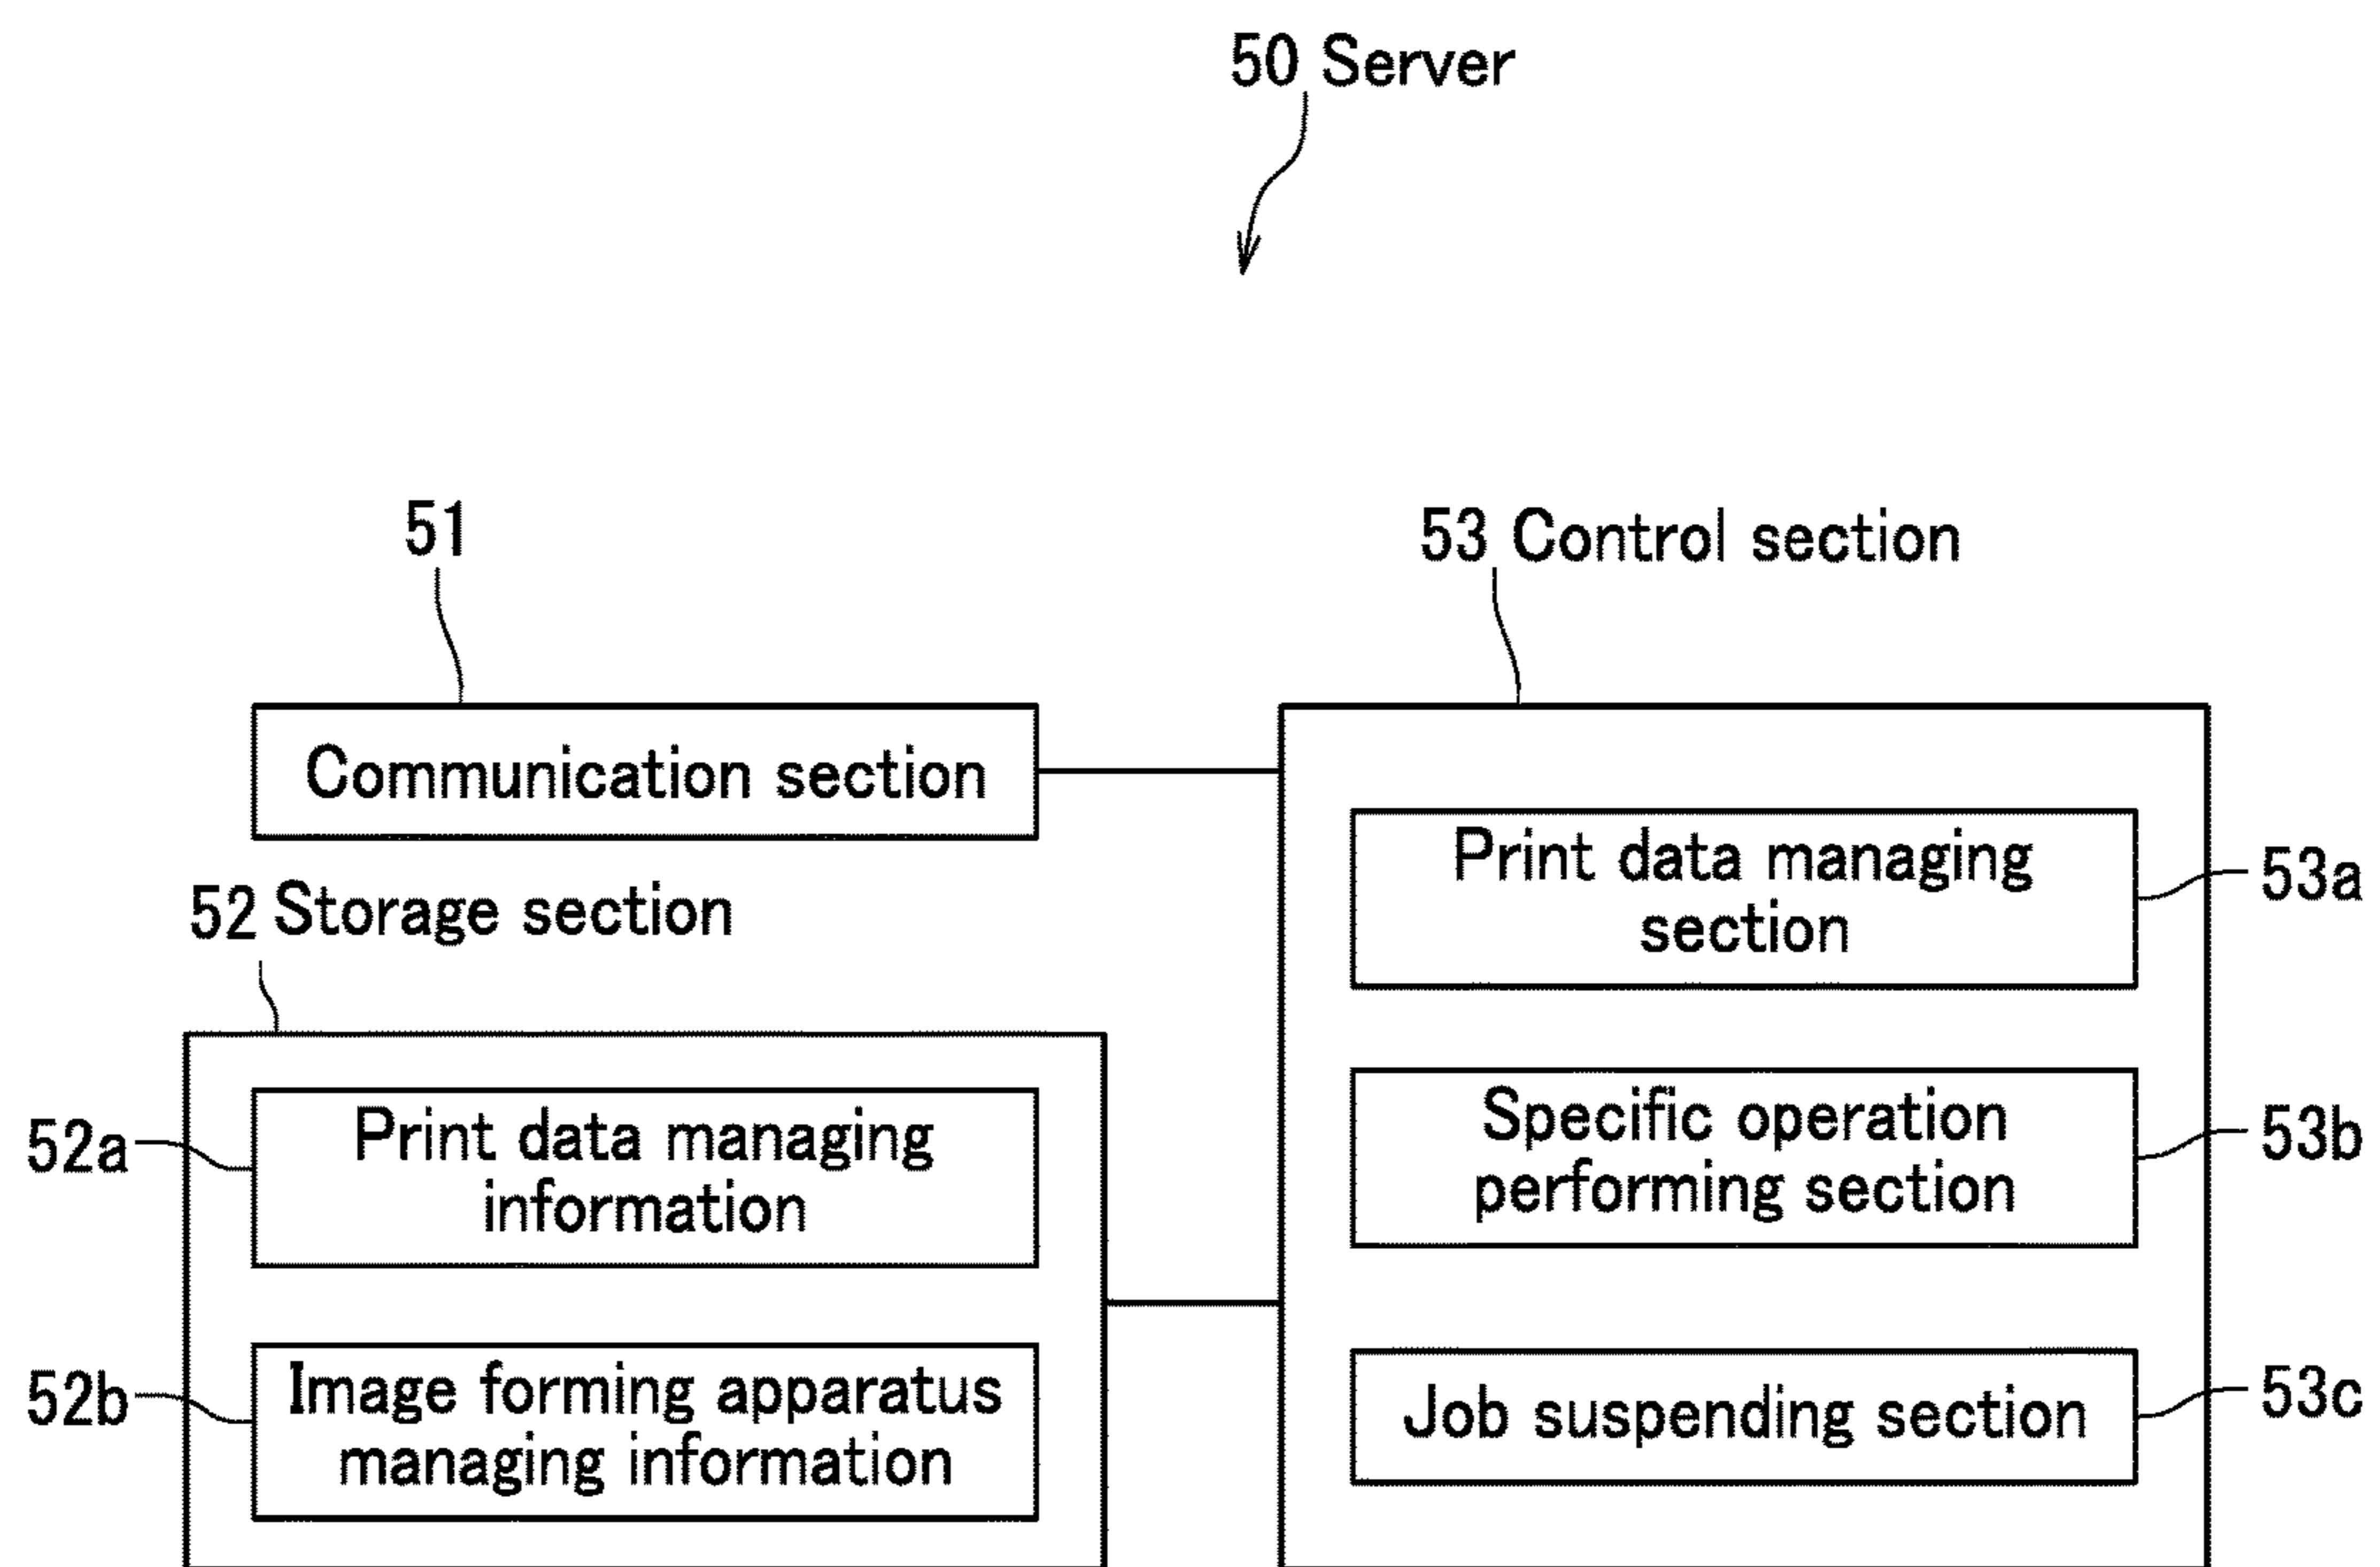 50 Server
51
53 Control section
Communication section
Print data managing
section
53a
52 Storage section
52a
Print data managing
information
Specific operation
performing section
53b
52b
Image forming apparatus
managing information
Job suspending section
53c